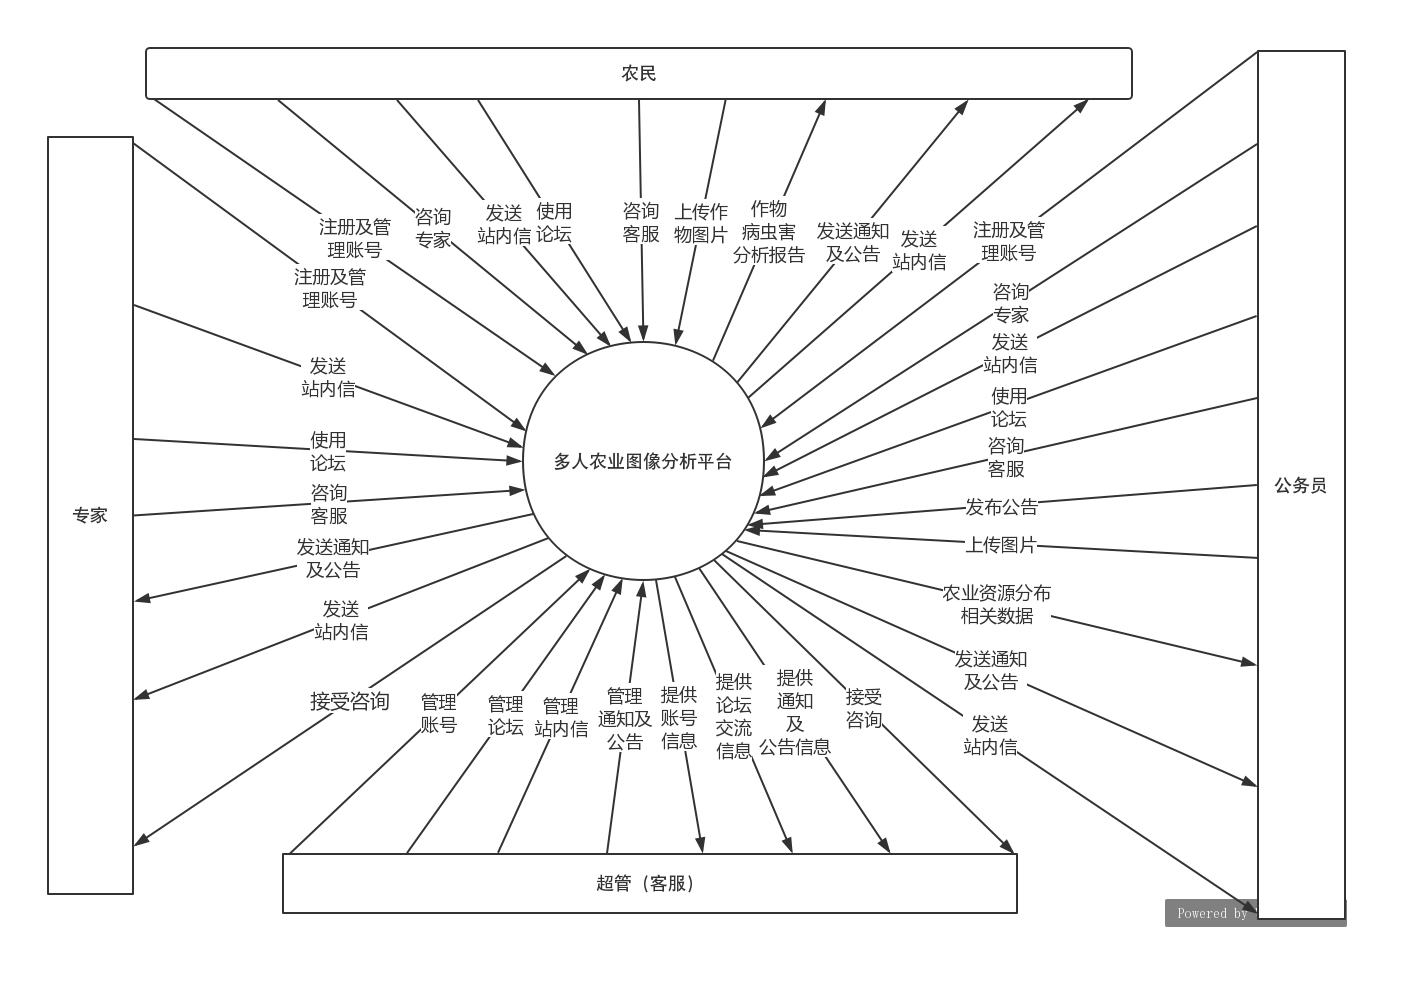 农民
注册及管
理账号
咨询
专家
发送
站内信
使用
论坛
咨询
客服
上传作
物图片
作物
病虫害
分析报告
发送通知
及公告
发送
站内信
注册及管
理账号
咨询
专家
发送
站内信
使用
论坛
咨询
客服
发布公告
上传图片
农业资源分布
相关数据
发送通知
及公告
发送
站内信
公务员
注册及管
理账号
发送
站内信
使用
论坛
咨询
客服
发送通知
及公告
发送
站内信
接受咨询
专家
多人农业图像分析平台
管理
账号
管理
论坛
管理
站内信
管理
通知及
公告
提供
账号
信息
提供
论坛
交流
信息
提供
通知
及
公告信息
接受
咨询
超管（客服）
Powered by